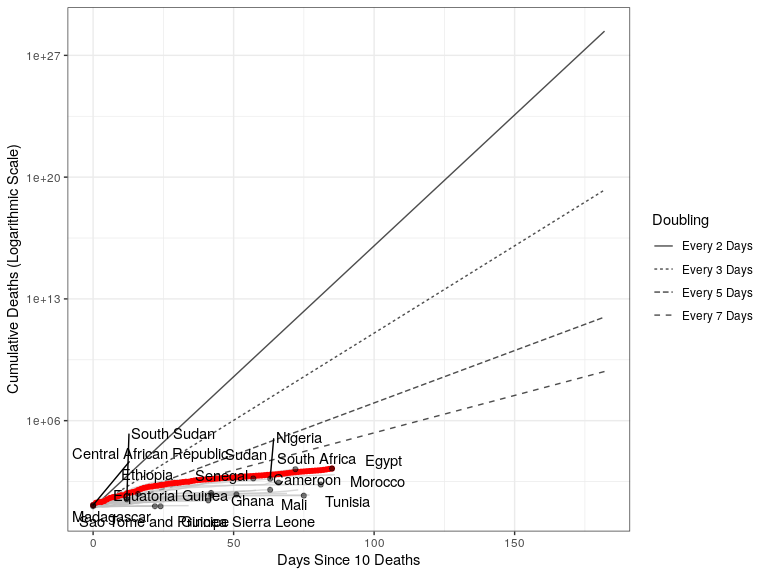 1e+27
1e+20
1e+13
1e+06
Cumulative Deaths (Logarithmic Scale)
South Sudan
Nigeria
Central African Republic
Sudan
South Africa
Egypt
Ethiopia
Senegal
Cameroon
Morocco
Equatorial Guinea
Ghana
Mali
Tunisia
Madagascar
Sao Tome and Principe
Guinea
Sierra Leone
0
50
100
150
Days Since 10 Deaths
Doubling
Every 2 Days
Every 3 Days
Every 5 Days
Every 7 Days